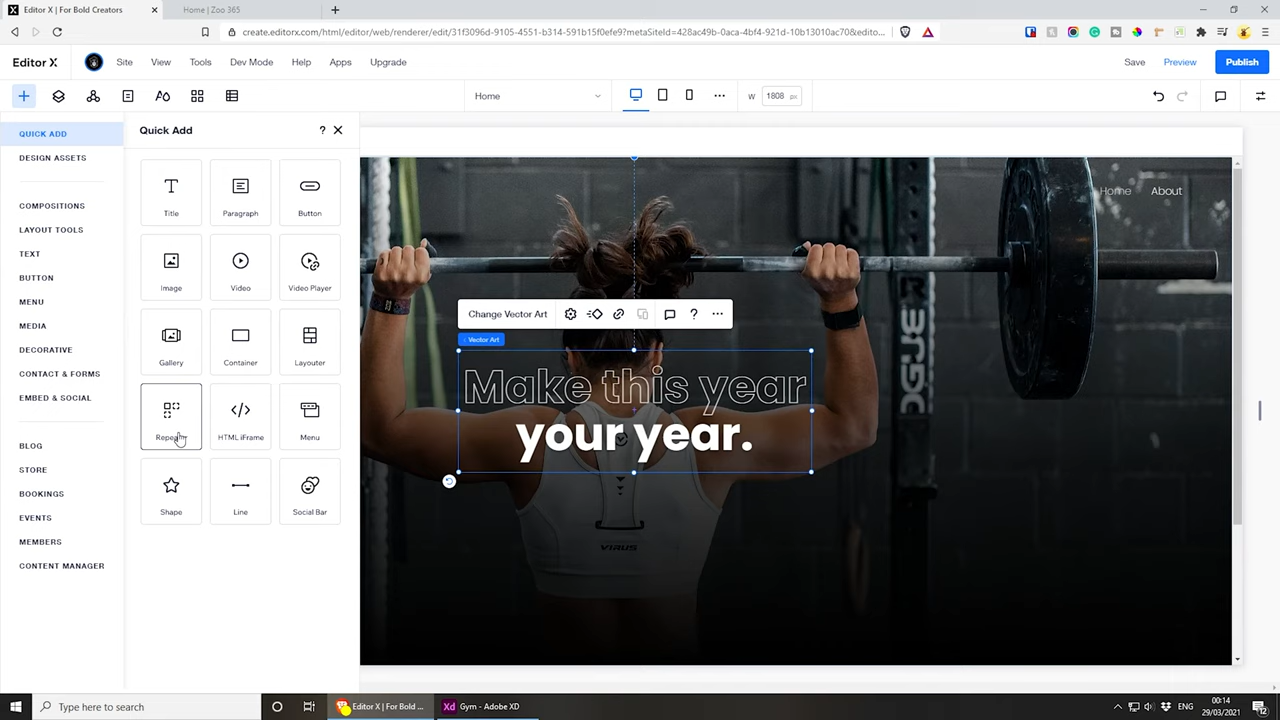 Editor X | For Bold Creators
Home | Zoo 365
create.editorx.com/html/editor/web/renderer/edit/31f3096d-9105-4551-b314-591b15f0efe9?metaSiteId=428ac49b-0aca-4bf4-921d-10b13010ac70&edito...
Editor X
Site
View
Tools
Dev Mode
Help
Apps
Upgrade
Save
Preview
Publish
Home
W
1808
px
QUICK ADD
DESIGN ASSETS
COMPOSITIONS
LAYOUT TOOLS
TEXT
BUTTON
MENU
MEDIA
DECORATIVE
CONTACT & FORMS
EMBED & SOCIAL
BLOG
STORE
BOOKINGS
EVENTS
MEMBERS
CONTENT MANAGER
Quick Add
?
Title
Paragraph
Button
Image
Video
Video Player
Gallery
Container
Layouter
HTML iFrame
Menu
Shape
Line
Social Bar
Home
About
Change Vector Art
?
Vector Art
Make this year
your year.
VIRUS
Type here to search
Editor X | For Bold ...
Gym - Adobe XD
ENG
00:14
29/03/2021
12